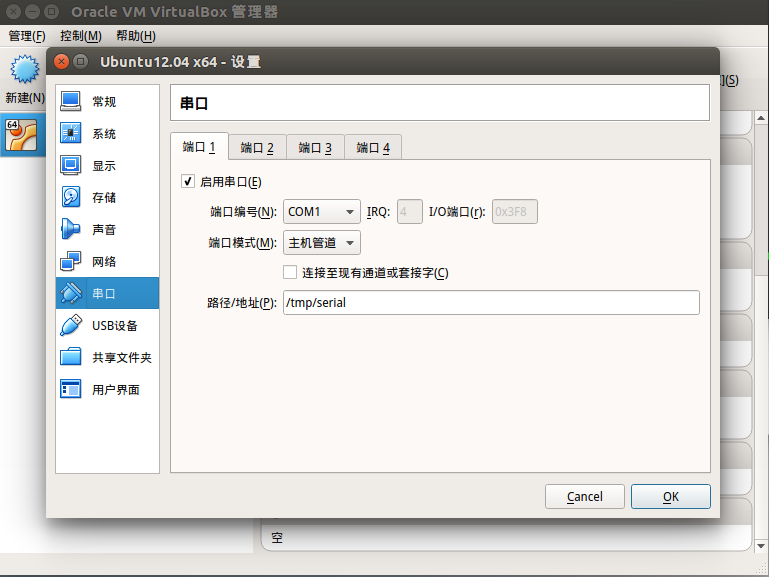 Oracle VM VirtualBox 管理器
管理(F) 控制(M) 帮助(H)
新建(N)
(S)
64
Ubuntu12.04 x64 - 设置
常规
系统
显示
存储
声音
网络
串口
USB设备
共享文件夹
用户界面
串口
端口 1 端口 2 端口 3 端口 4
启用串口(E)
端口编号(N): COM1 IRQ: 4 I/O端口(r): 0x3F8
端口模式(M): 主机管道
连接至现有通道或套接字(C)
路径/地址(P): /tmp/serial
Cancel OK
空